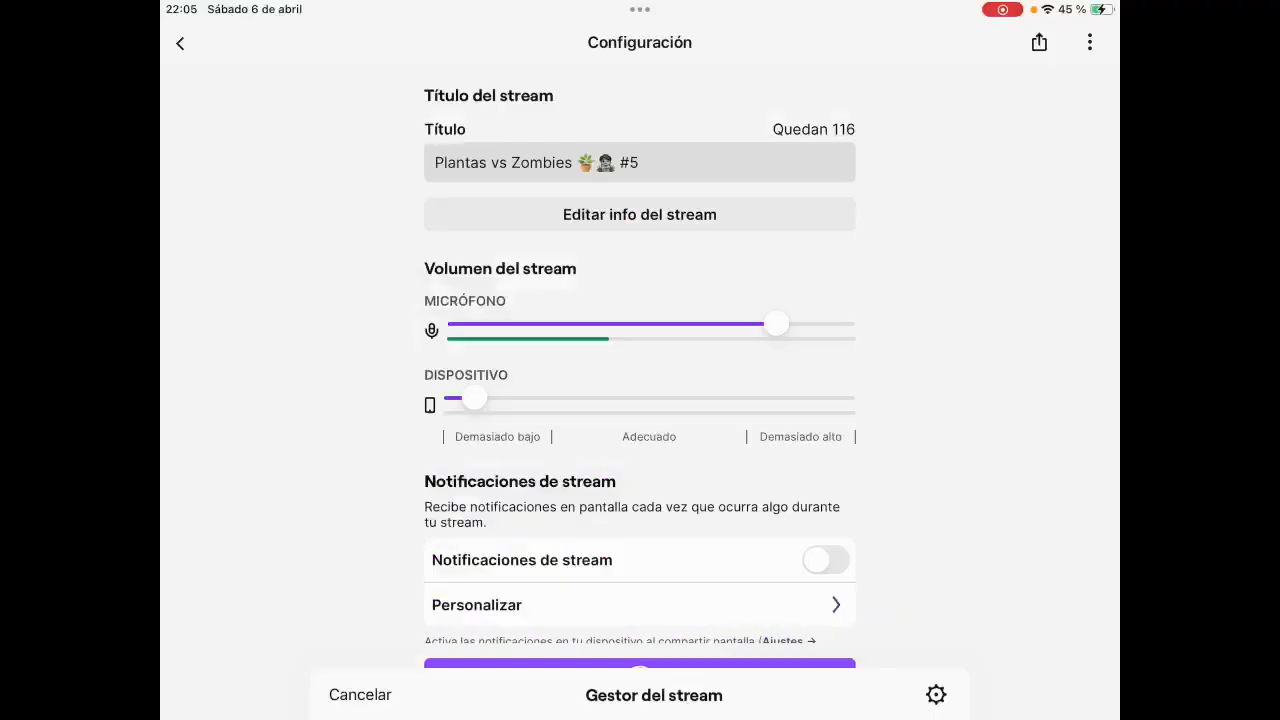 22:05 Sábado 6 de abril
45 %
Configuración
Título del stream
Título
Quedan 116
Plantas vs Zombies 🪴🧟 #5
Editar info del stream
Volumen del stream
MICRÓFONO
DISPOSITIVO
Demasiado bajo
Adecuado
Demasiado alto
Notificaciones de stream
Recibe notificaciones en pantalla cada vez que ocurra algo durante
tu stream.
Notificaciones de stream
Personalizar
Activa las notificaciones en tu dispositivo al compartir pantalla (Ajustes →
Cancelar
Gestor del stream